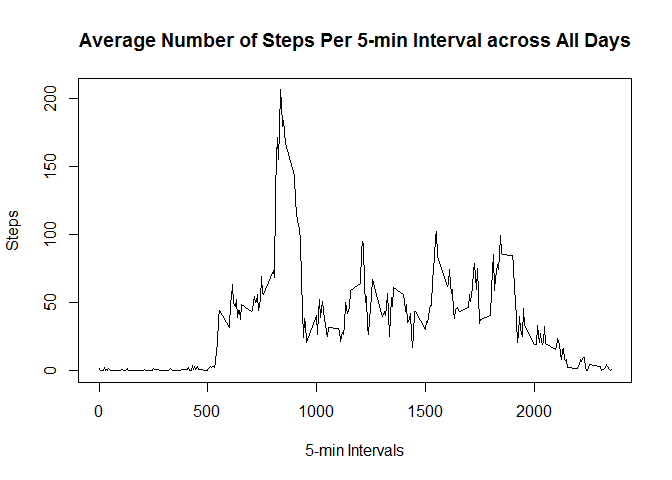 Average Number of Steps Per 5-min Interval across All Days
Steps
200
150
100
50
0
0 500 1000 1500 2000
5-min Intervals